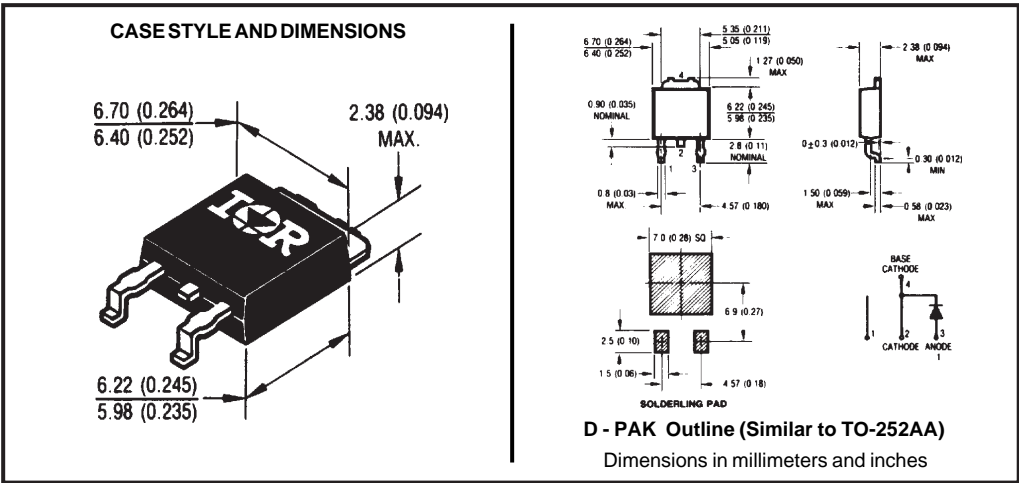 CASE STYLE AND DIMENSIONS
6.70 (0.264)
6.40 (0.252)
2.38 (0.094)
MAX.
IOR
6.22 (0.245)
5.98 (0.235)
5.35 (0.211)
5.05 (0.119)
6.70 (0.264)
6.40 (0.252)
1.27 (0.050)
MAX
4
0.90 (0.035)
NOMINAL
6.22 (0.245)
5.98 (0.235)
2
2.8 (0.11)
NOMINAL
1
3
0.8 (0.03)
MAX
4.57 (0.180)
2.38 (0.094)
MAX
0±0.3 (0.012)
0.30 (0.012)
MIN
1.50 (0.059)
MAX
0.58 (0.023)
MAX
7.0 (0.28) SQ
6.9 (0.27)
2.5 (0.10)
1.5 (0.06)
4.57 (0.18)
SOLDERLING PAD
BASE
CATHODE
4
1
2
3
CATHODE ANODE
1
D - PAK Outline (Similar to TO-252AA)
Dimensions in millimeters and inches